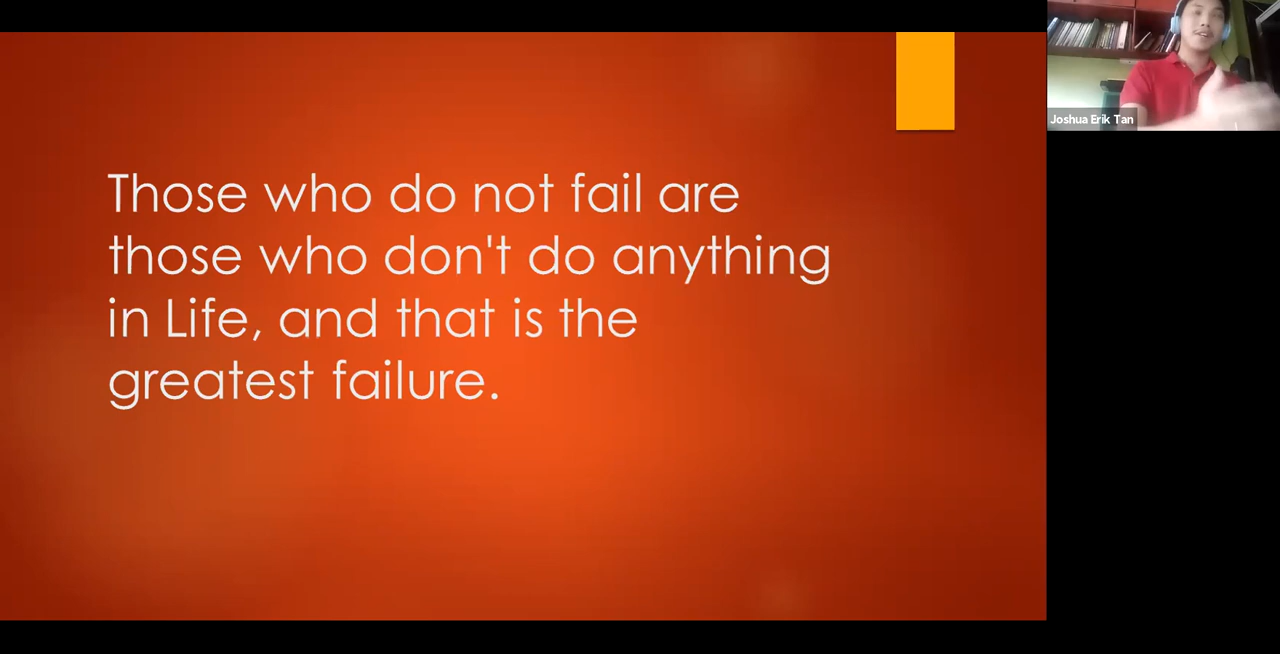 Those who do not fail are
those who don't do anything
in Life, and that is the
greatest failure.
Joshua Erik Tan